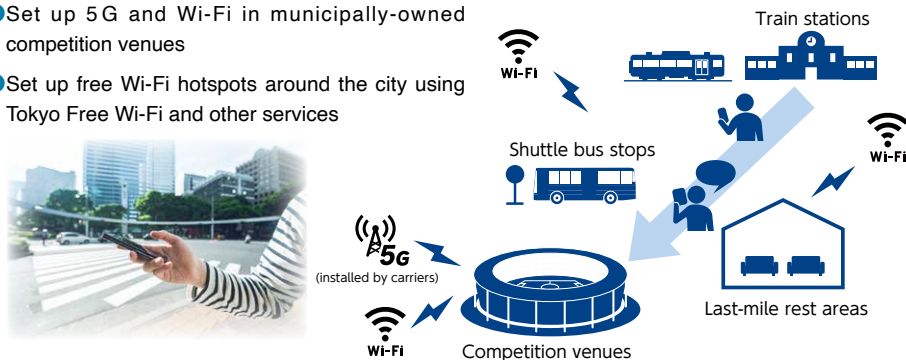 ●Set up 5G and Wi-Fi in municipally-owned
competition venues
●Set up free Wi-Fi hotspots around the city using
Tokyo Free Wi-Fi and other services
Train stations
Wi-Fi
Wi-Fi
Shuttle bus stops
5G
(installed by carriers)
Wi-Fi
Competition venues
Last-mile rest areas